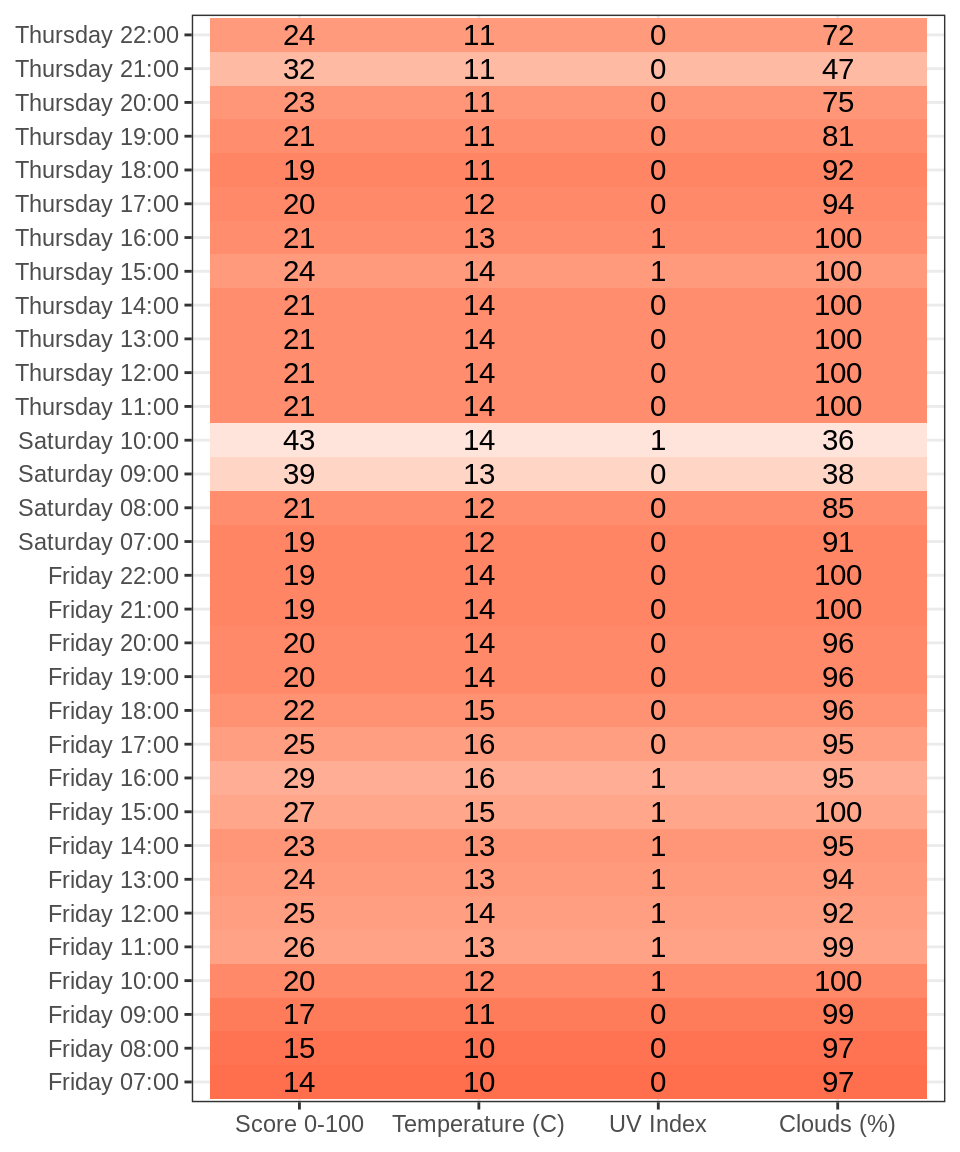 Thursday 22:00 24 11 0 72
Thursday 21:00 32 11 0 47
Thursday 20:00 23 11 0 75
Thursday 19:00 21 11 0 81
Thursday 18:00 19 11 0 92
Thursday 17:00 20 12 0 94
Thursday 16:00 21 13 1 100
Thursday 15:00 24 14 1 100
Thursday 14:00 21 14 0 100
Thursday 13:00 21 14 0 100
Thursday 12:00 21 14 0 100
Thursday 11:00 21 14 0 100
Saturday 10:00 43 14 1 36
Saturday 09:00 39 13 0 38
Saturday 08:00 21 12 0 85
Saturday 07:00 19 12 0 91
Friday 22:00 19 14 0 100
Friday 21:00 19 14 0 100
Friday 20:00 20 14 0 96
Friday 19:00 20 14 0 96
Friday 18:00 22 15 0 96
Friday 17:00 25 16 0 95
Friday 16:00 29 16 1 95
Friday 15:00 27 15 1 100
Friday 14:00 23 13 1 95
Friday 13:00 24 13 1 94
Friday 12:00 25 14 1 92
Friday 11:00 26 13 1 99
Friday 10:00 20 12 1 100
Friday 09:00 17 11 0 99
Friday 08:00 15 10 0 97
Friday 07:00 14 10 0 97
Score 0-100 Temperature (C) UV Index Clouds (%)